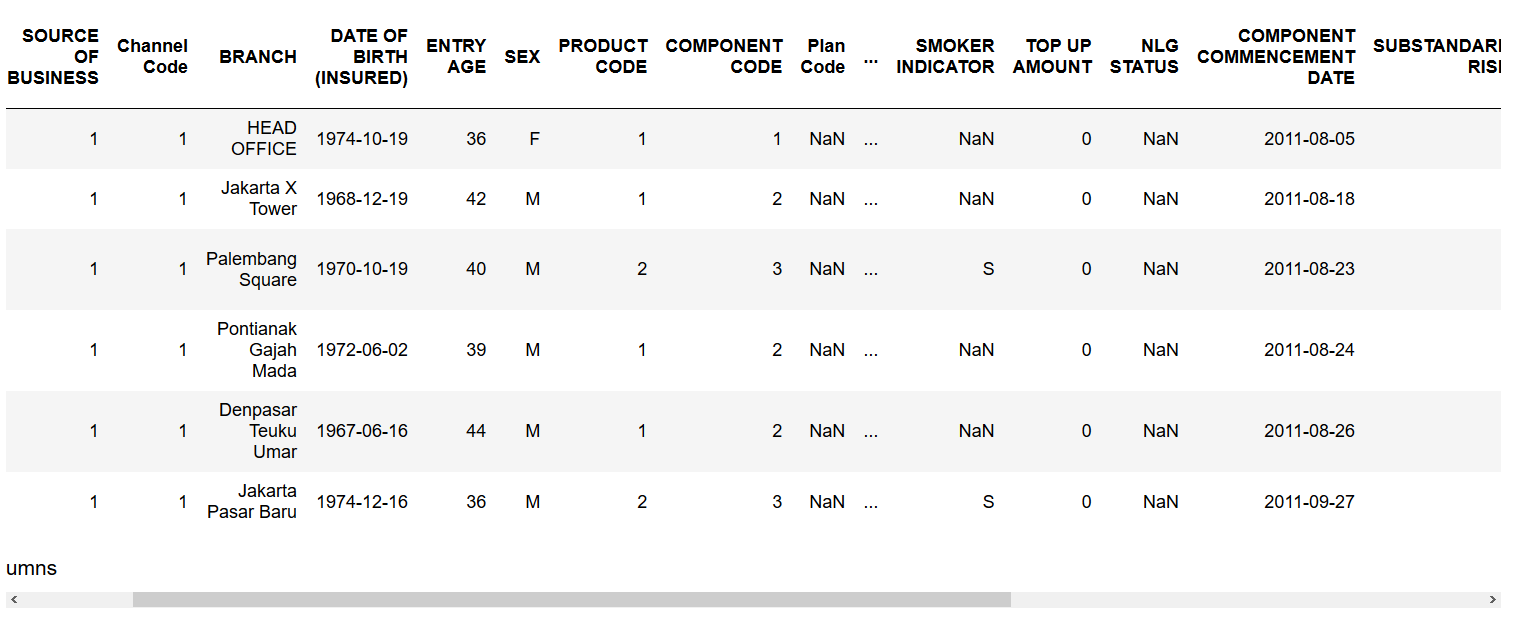 SOURCE OF BUSINESS Channel Code BRANCH DATE OF BIRTH (INSURED) ENTRY AGE SEX PRODUCT CODE COMPONENT CODE Plan Code ... SMOKER INDICATOR TOP UP AMOUNT NLG STATUS COMPONENT COMMENCEMENT DATE SUBSTANDARD RIS
1 1 HEAD OFFICE 1974-10-19 36 F 1 1 NaN ... NaN 0 NaN 2011-08-05
1 1 Jakarta X Tower 1968-12-19 42 M 1 2 NaN ... NaN 0 NaN 2011-08-18
1 1 Palembang Square 1970-10-19 40 M 2 3 NaN ... S 0 NaN 2011-08-23
1 1 Pontianak Gajah Mada 1972-06-02 39 M 1 2 NaN ... NaN 0 NaN 2011-08-24
1 1 Denpasar Teuku Umar 1967-06-16 44 M 1 2 NaN ... NaN 0 NaN 2011-08-26
1 1 Jakarta Pasar Baru 1974-12-16 36 M 2 3 NaN ... S 0 NaN 2011-09-27
umns